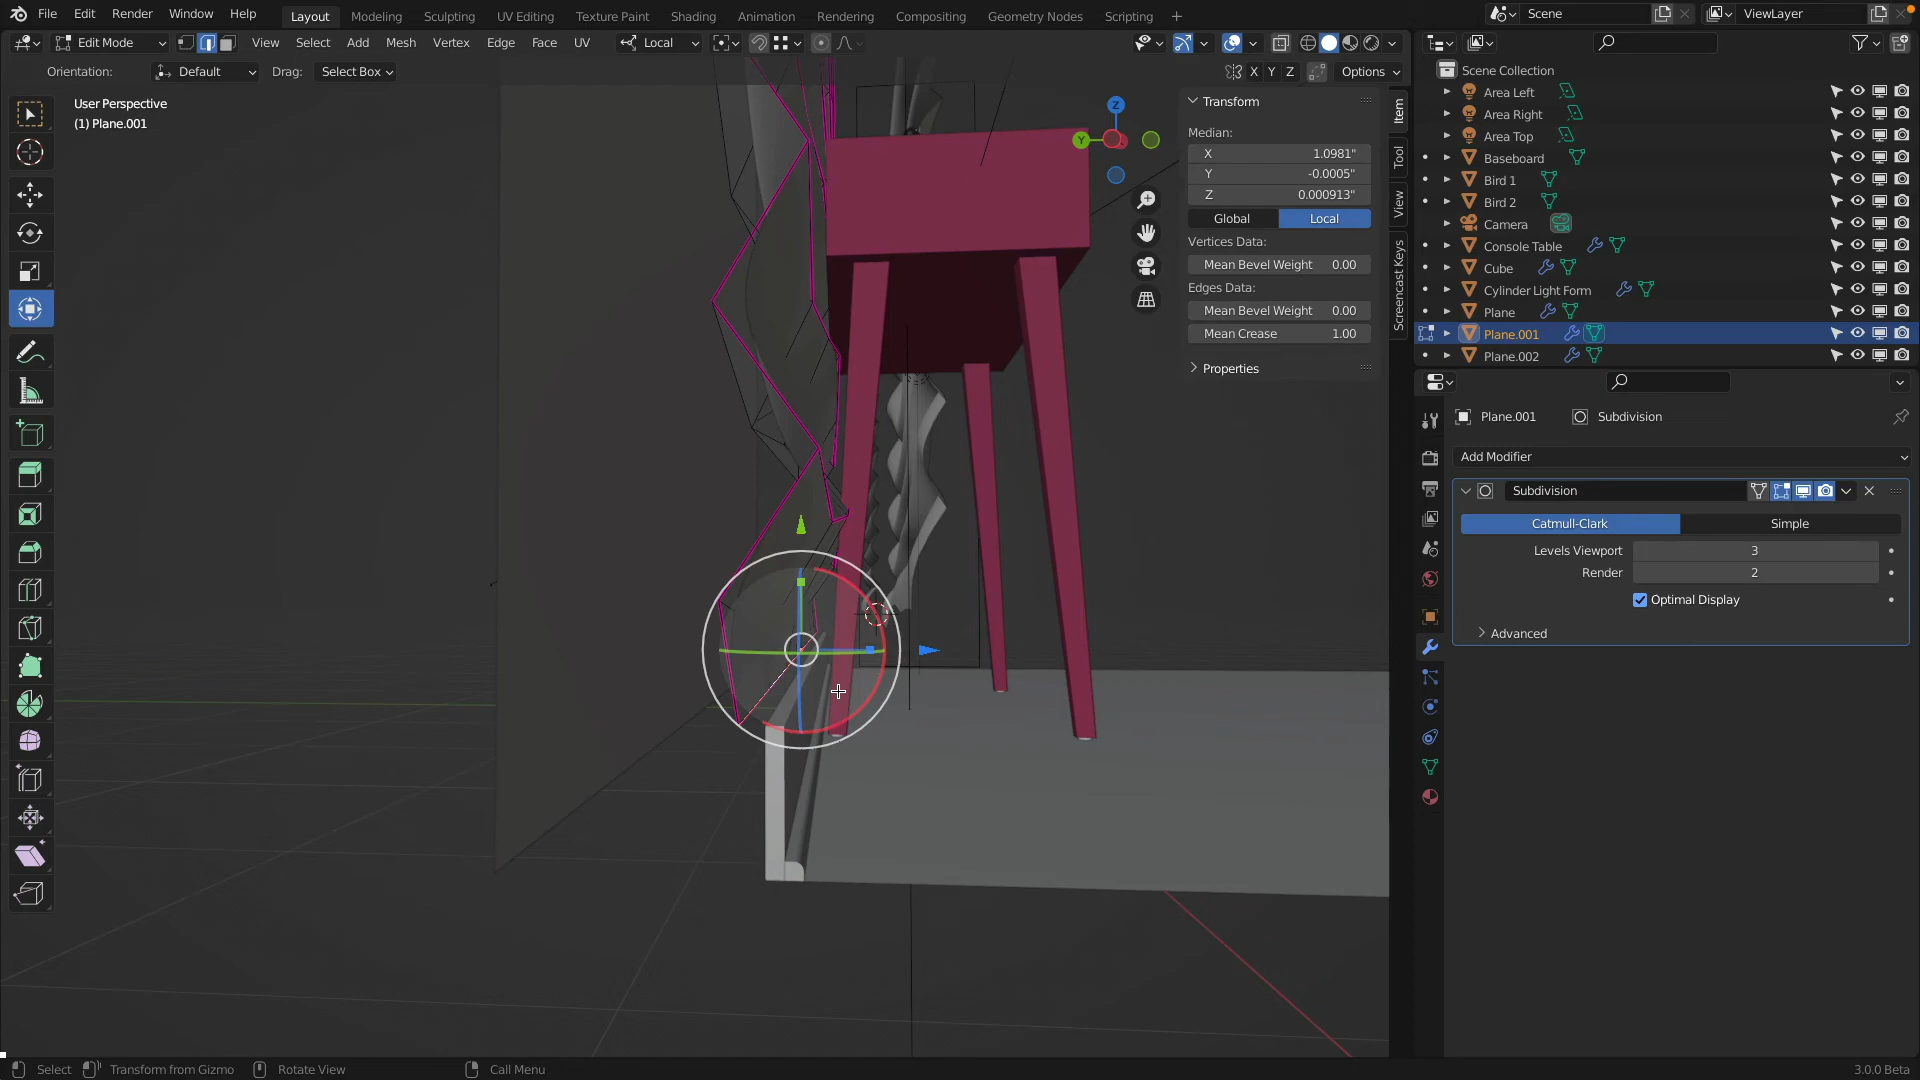 File Edit Render Window Help Layout Modeling Sculpting UV Editing Texture Paint Shading Animation Rendering Compositing Geometry Nodes Scripting + Scene ViewLayer
Edit Mode View Select Add Mesh Vertex Edge Face UV Local
Orientation: Default Drag: Select Box X Y Z Options
User Perspective
(1) Plane.001
Z
Y
Transform
Median:
X 1.0981"
Y -0.0005"
Z 0.000913"
Global Local
Vertices Data:
Mean Bevel Weight 0.00
Edges Data:
Mean Bevel Weight 0.00
Mean Crease 1.00
Properties
Item
Tool
View
Screencast Keys
Scene Collection
Area Left
Area Right
Area Top
Baseboard
Bird 1
Bird 2
Camera
Console Table
Cube
Cylinder Light Form
Plane
Plane.001
Plane.002
Plane.001 Subdivision
Add Modifier
Subdivision
Catmull-Clark Simple
Levels Viewport 3
Render 2
Optimal Display
Advanced
Select Transform from Gizmo Rotate View Call Menu 3.0.0 Beta